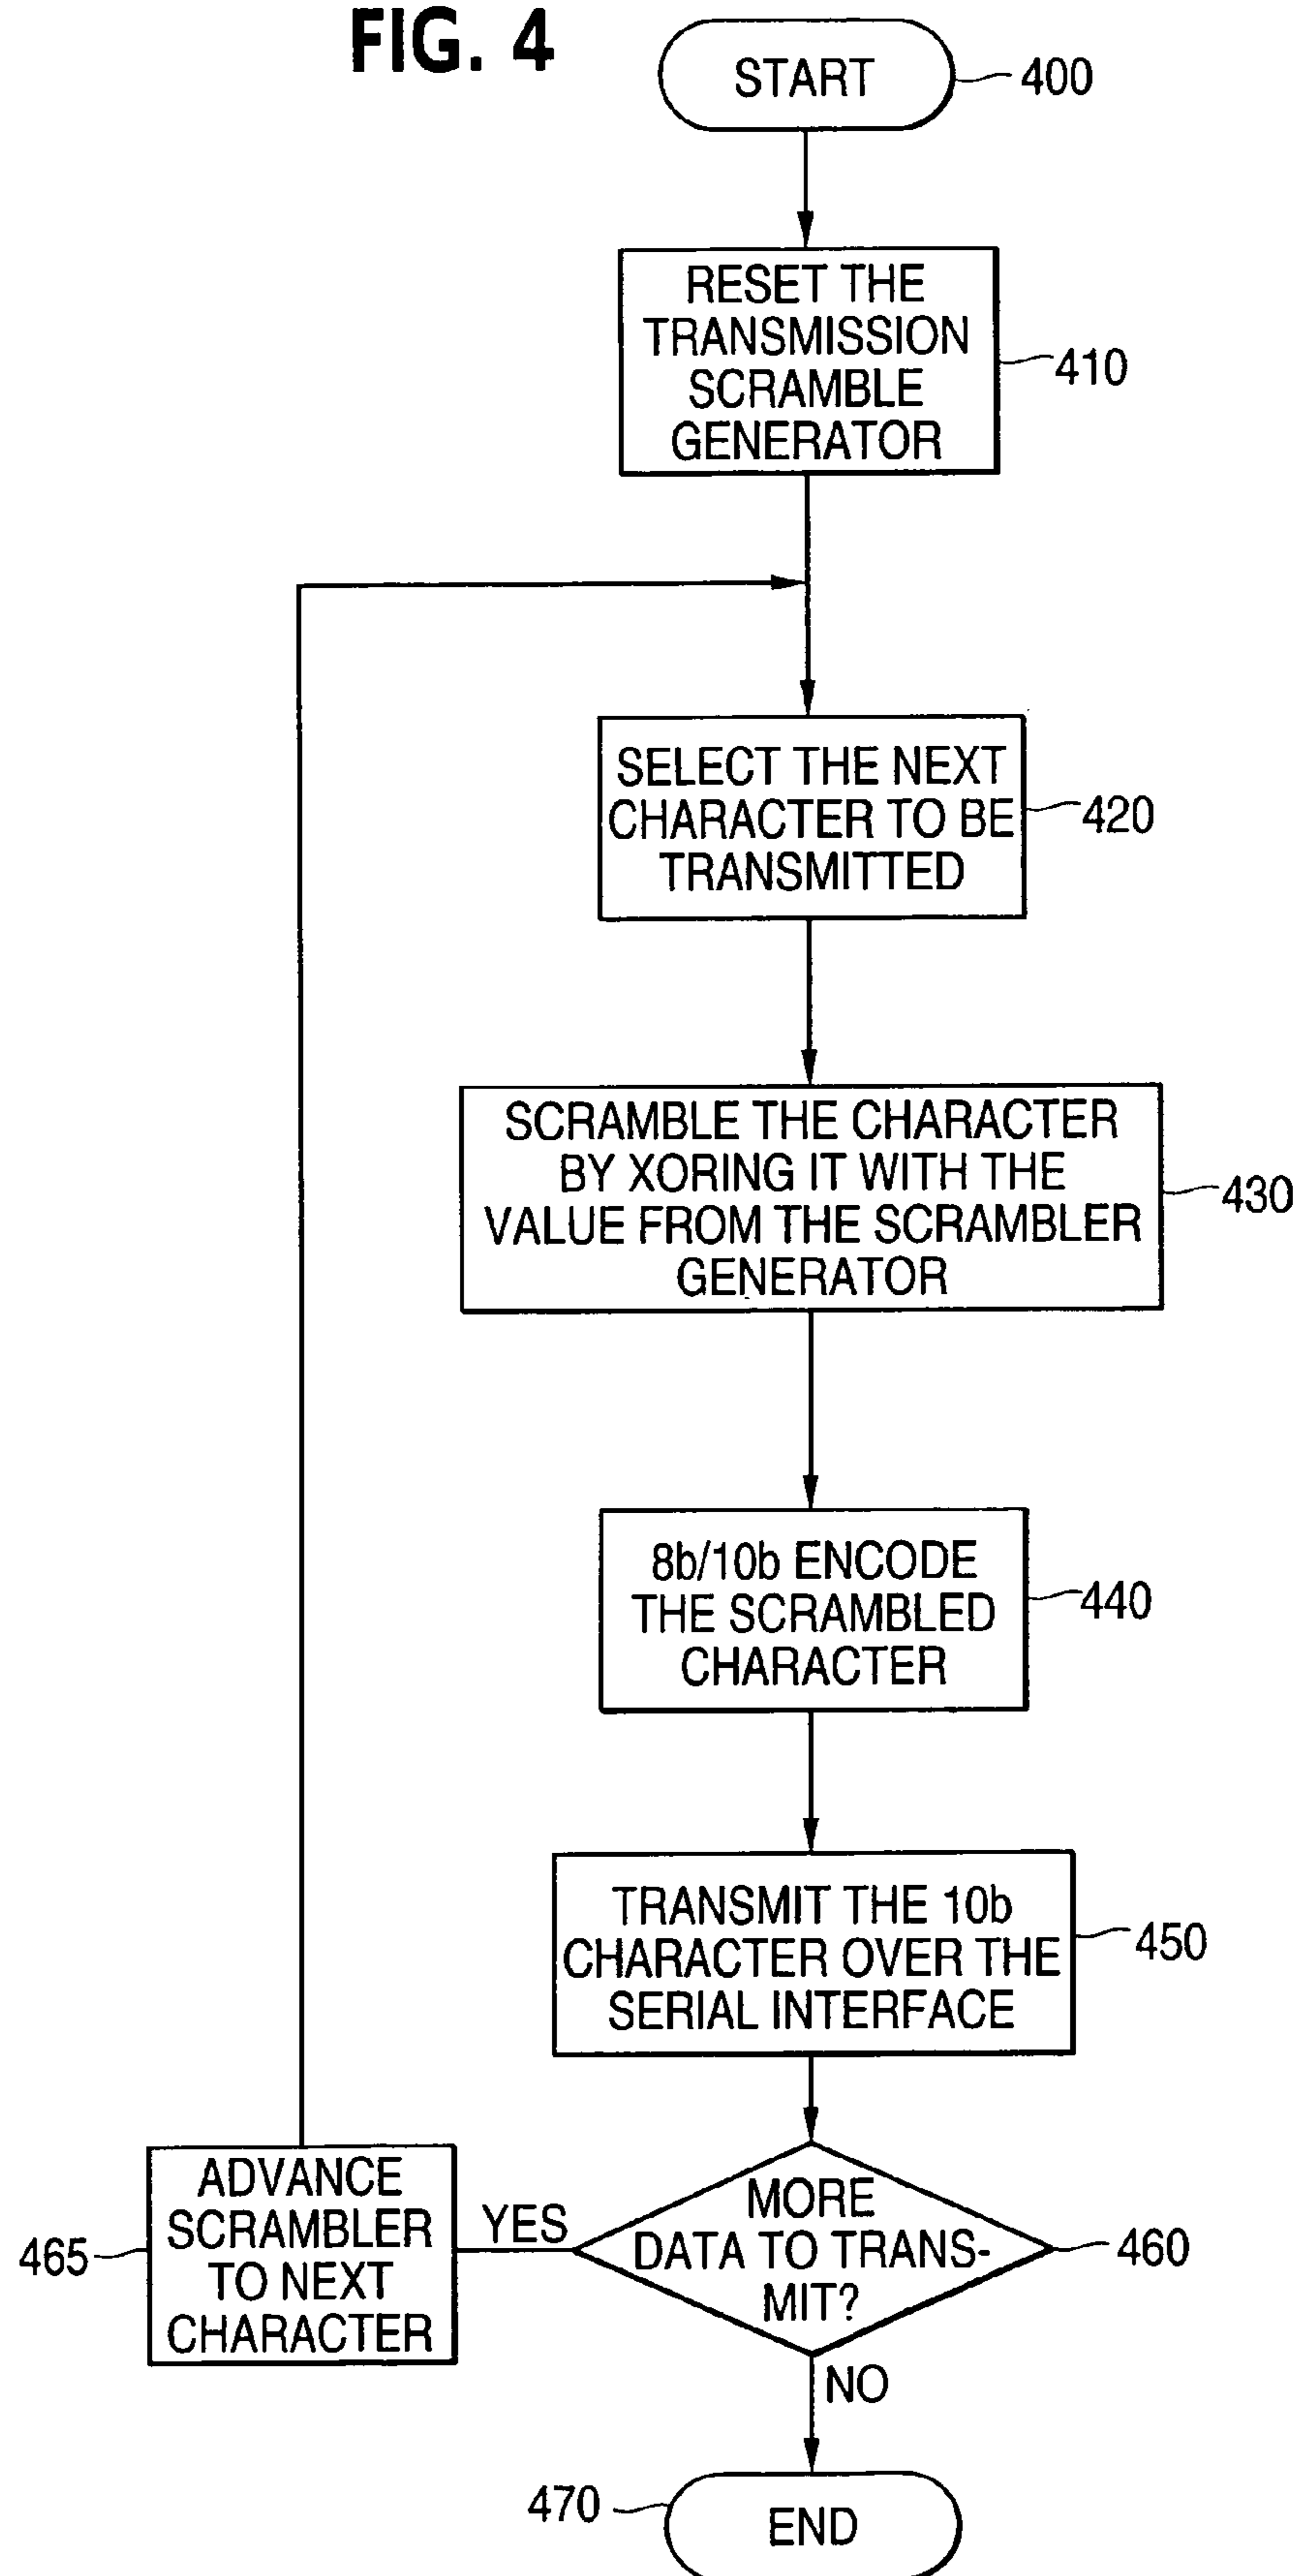 FIG. 4
START
400
RESET THE
TRANSMISSION
SCRAMBLE
GENERATOR
410
SELECT THE NEXT
CHARACTER TO BE
TRANSMITTED
420
SCRAMBLE THE CHARACTER
BY XORING IT WITH THE
VALUE FROM THE SCRAMBLER
GENERATOR
430
8b/10b ENCODE
THE SCRAMBLED
CHARACTER
440
TRANSMIT THE 10b
CHARACTER OVER THE
SERIAL INTERFACE
450
MORE
DATA TO TRANS-
MIT?
460
YES
ADVANCE
SCRAMBLER
TO NEXT
CHARACTER
465
NO
END
470